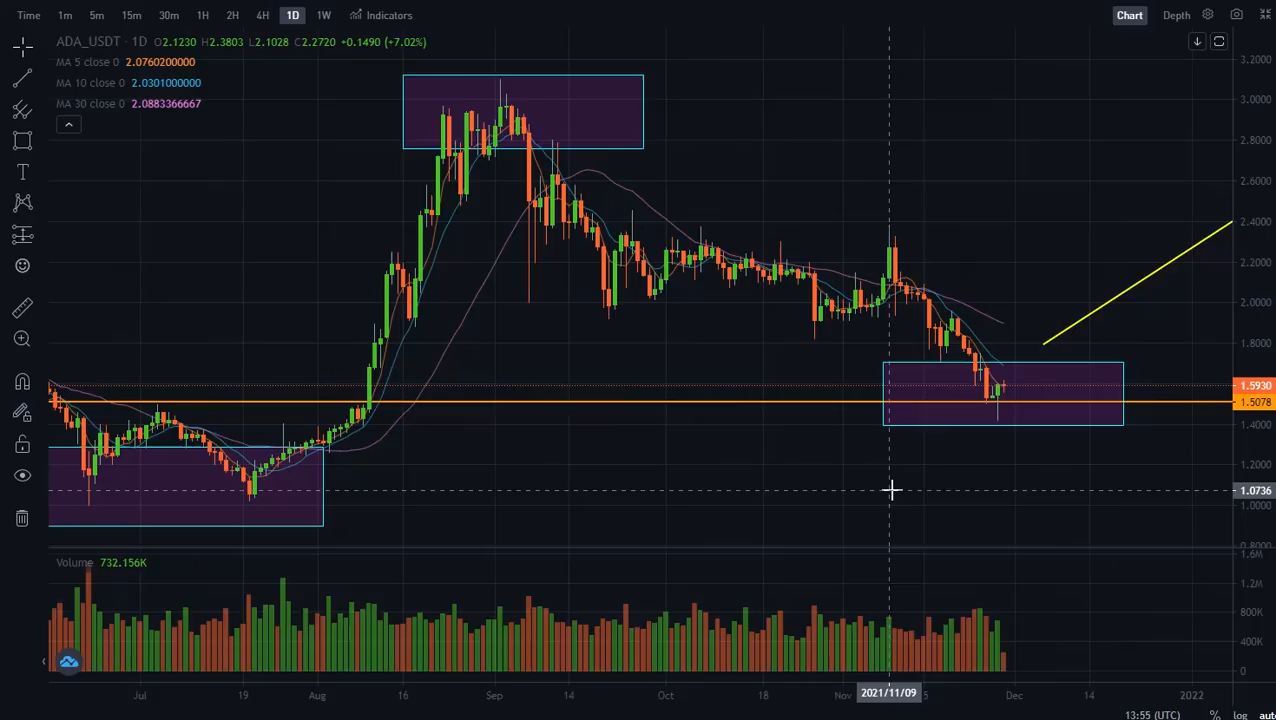 Time 1m 5m 15m 30m 1H 2H 4H 1D 1W Indicators Chart Depth
ADA_USDT · 1D O2.1230 H2.3803 L2.1028 C2.2720 +0.1490 (+7.02%)
MA 5 close 0 2.0760200000
MA 10 close 0 2.0301000000
MA 30 close 0 2.0883366667
3.2000
3.0000
2.8000
2.6000
2.4000
2.2000
2.0000
1.8000
1.5930
1.5078
1.4000
1.2000
1.0736
1.0000
0.8000
Volume 732.156K
1.6M
1.2M
800K
400K
0
Jul 19 Aug 16 Sep 14 Oct 18 Nov 2021/11/09 5 Dec 14 2022
13:55 (UTC) % log auto